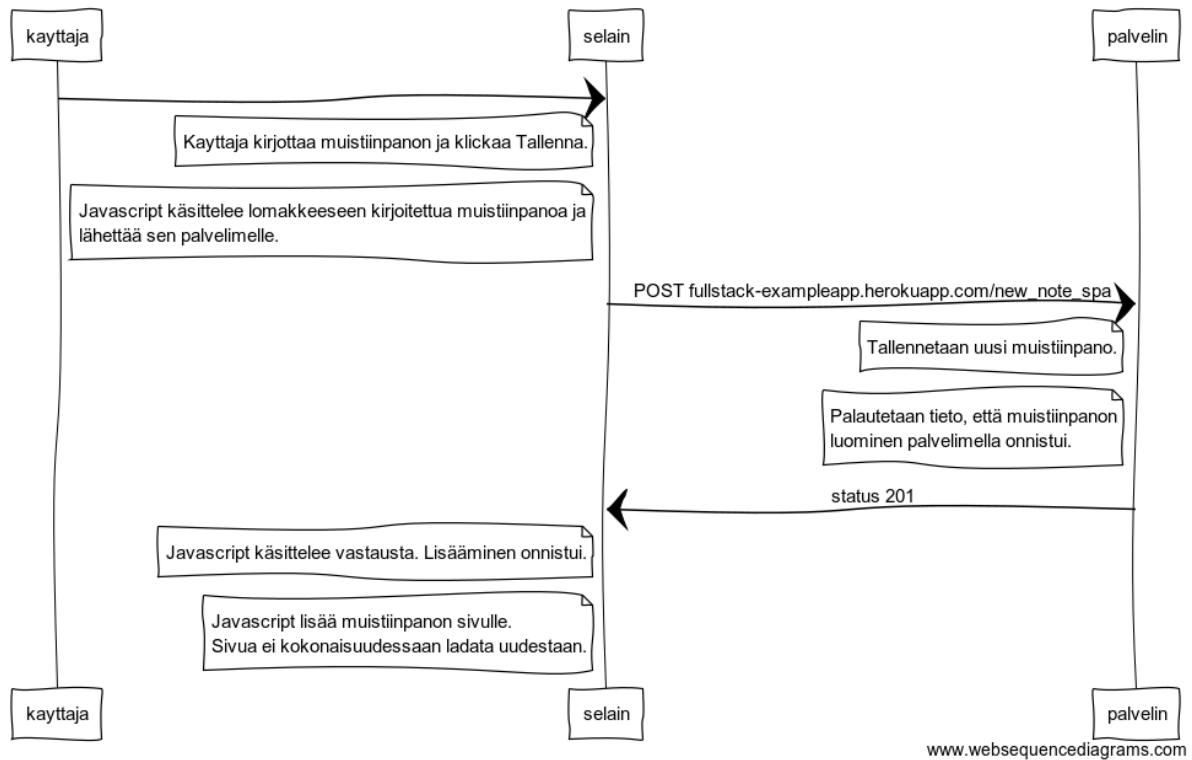 kayttaja
selain
palvelin
Kayttaja kirjottaa muistiinpanon ja klickaa Tallenna.
Javascript käsittelee lomakkeeseen kirjoitettua muistiinpanoa ja
lähettää sen palvelimelle.
POST fullstack-exampleapp.herokuapp.com/new_note_spa
Tallennetaan uusi muistiinpano.
Palautetaan tieto, että muistiinpanon
luominen palvelimella onnistui.
status 201
Javascript käsittelee vastausta. Lisääminen onnistui.
Javascript lisää muistiinpanon sivulle.
Sivua ei kokonaisuudessaan ladata uudestaan.
kayttaja
selain
palvelin
www.websequencediagrams.com